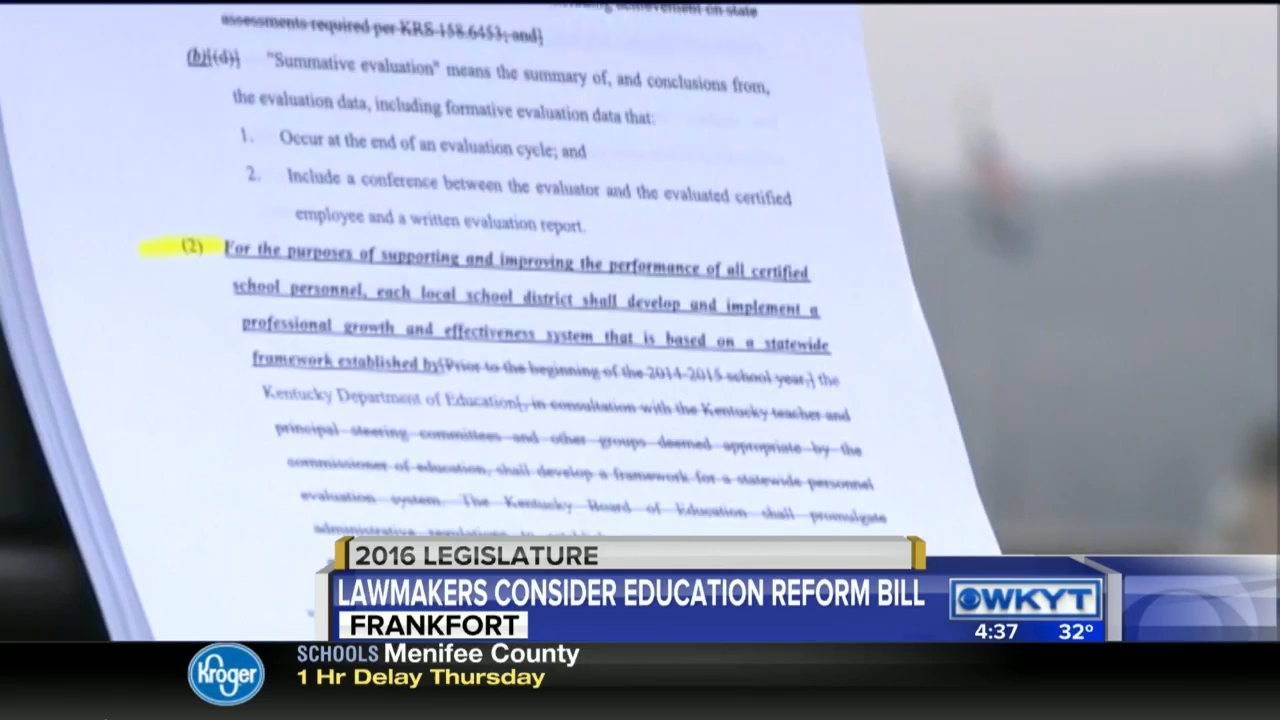 achievement on state
assessments required per KRS 158.6453; and]
(b)[(d)] "Summative evaluation" means the summary of, and conclusions from,
the evaluation data, including formative evaluation data that:
1. Occur at the end of an evaluation cycle; and
2. Include a conference between the evaluator and the evaluated certified
employee and a written evaluation report.
(2) For the purposes of supporting and improving the performance of all certified
school personnel, each local school district shall develop and implement a
professional growth and effectiveness system that is based on a statewide
framework established by[Prior to the beginning of the 2014-2015 school year,] the
Kentucky Department of Education[, in consultation with the Kentucky teacher and
principal steering committees and other groups deemed appropriate by the
commissioner of education, shall develop a framework for a statewide personnel
evaluation system. The Kentucky Board of Education shall promulgate
administrative regulations to establish
2016 LEGISLATURE
LAWMAKERS CONSIDER EDUCATION REFORM BILL
FRANKFORT
WKYT
4:37 32°
Kroger
SCHOOLS Menifee County
1 Hr Delay Thursday